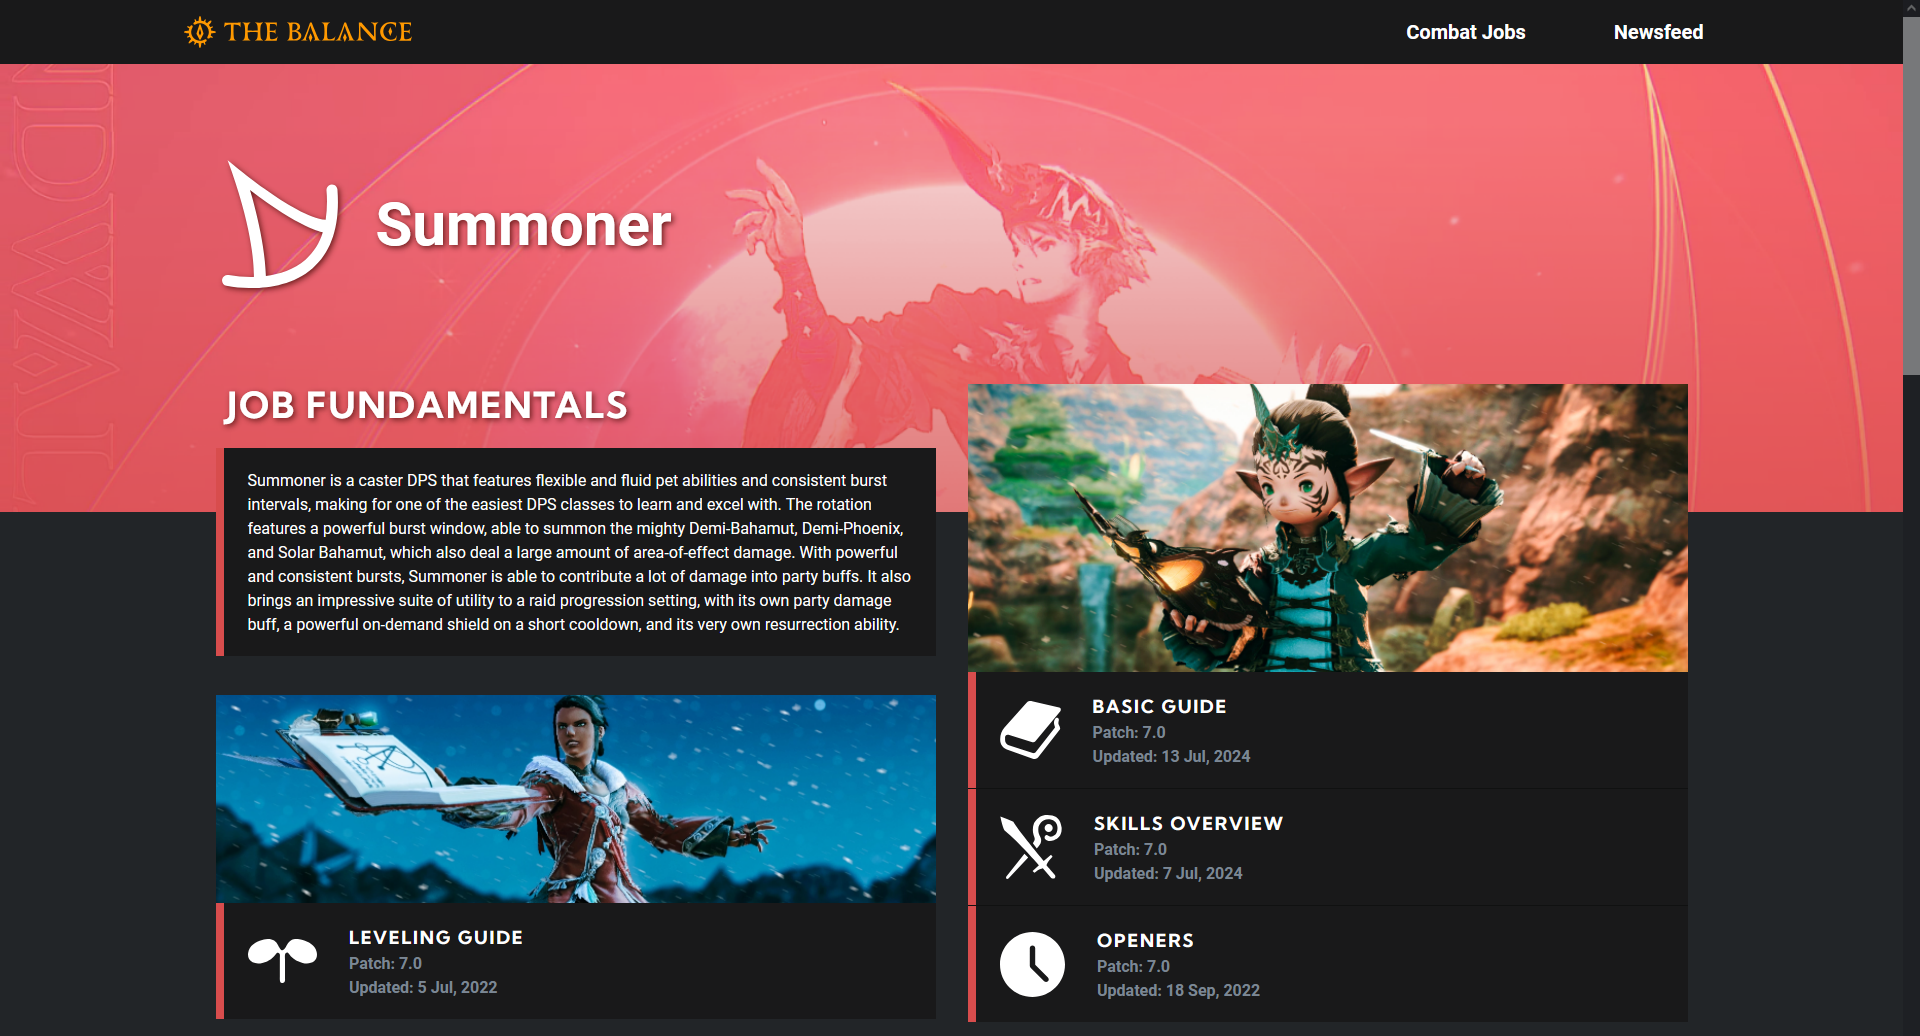 THE BALANCE
Combat Jobs
Newsfeed
Summoner
JOB FUNDAMENTALS
Summoner is a caster DPS that features flexible and fluid pet abilities and consistent burst
intervals, making for one of the easiest DPS classes to learn and excel with. The rotation
features a powerful burst window, able to summon the mighty Demi-Bahamut, Demi-Phoenix,
and Solar Bahamut, which also deal a large amount of area-of-effect damage. With powerful
and consistent bursts, Summoner is able to contribute a lot of damage into party buffs. It also
brings an impressive suite of utility to a raid progression setting, with its own party damage
buff, a powerful on-demand shield on a short cooldown, and its very own resurrection ability.
LEVELING GUIDE
Patch: 7.0
Updated: 5 Jul, 2022
BASIC GUIDE
Patch: 7.0
Updated: 13 Jul, 2024
SKILLS OVERVIEW
Patch: 7.0
Updated: 7 Jul, 2024
OPENERS
Patch: 7.0
Updated: 18 Sep, 2022